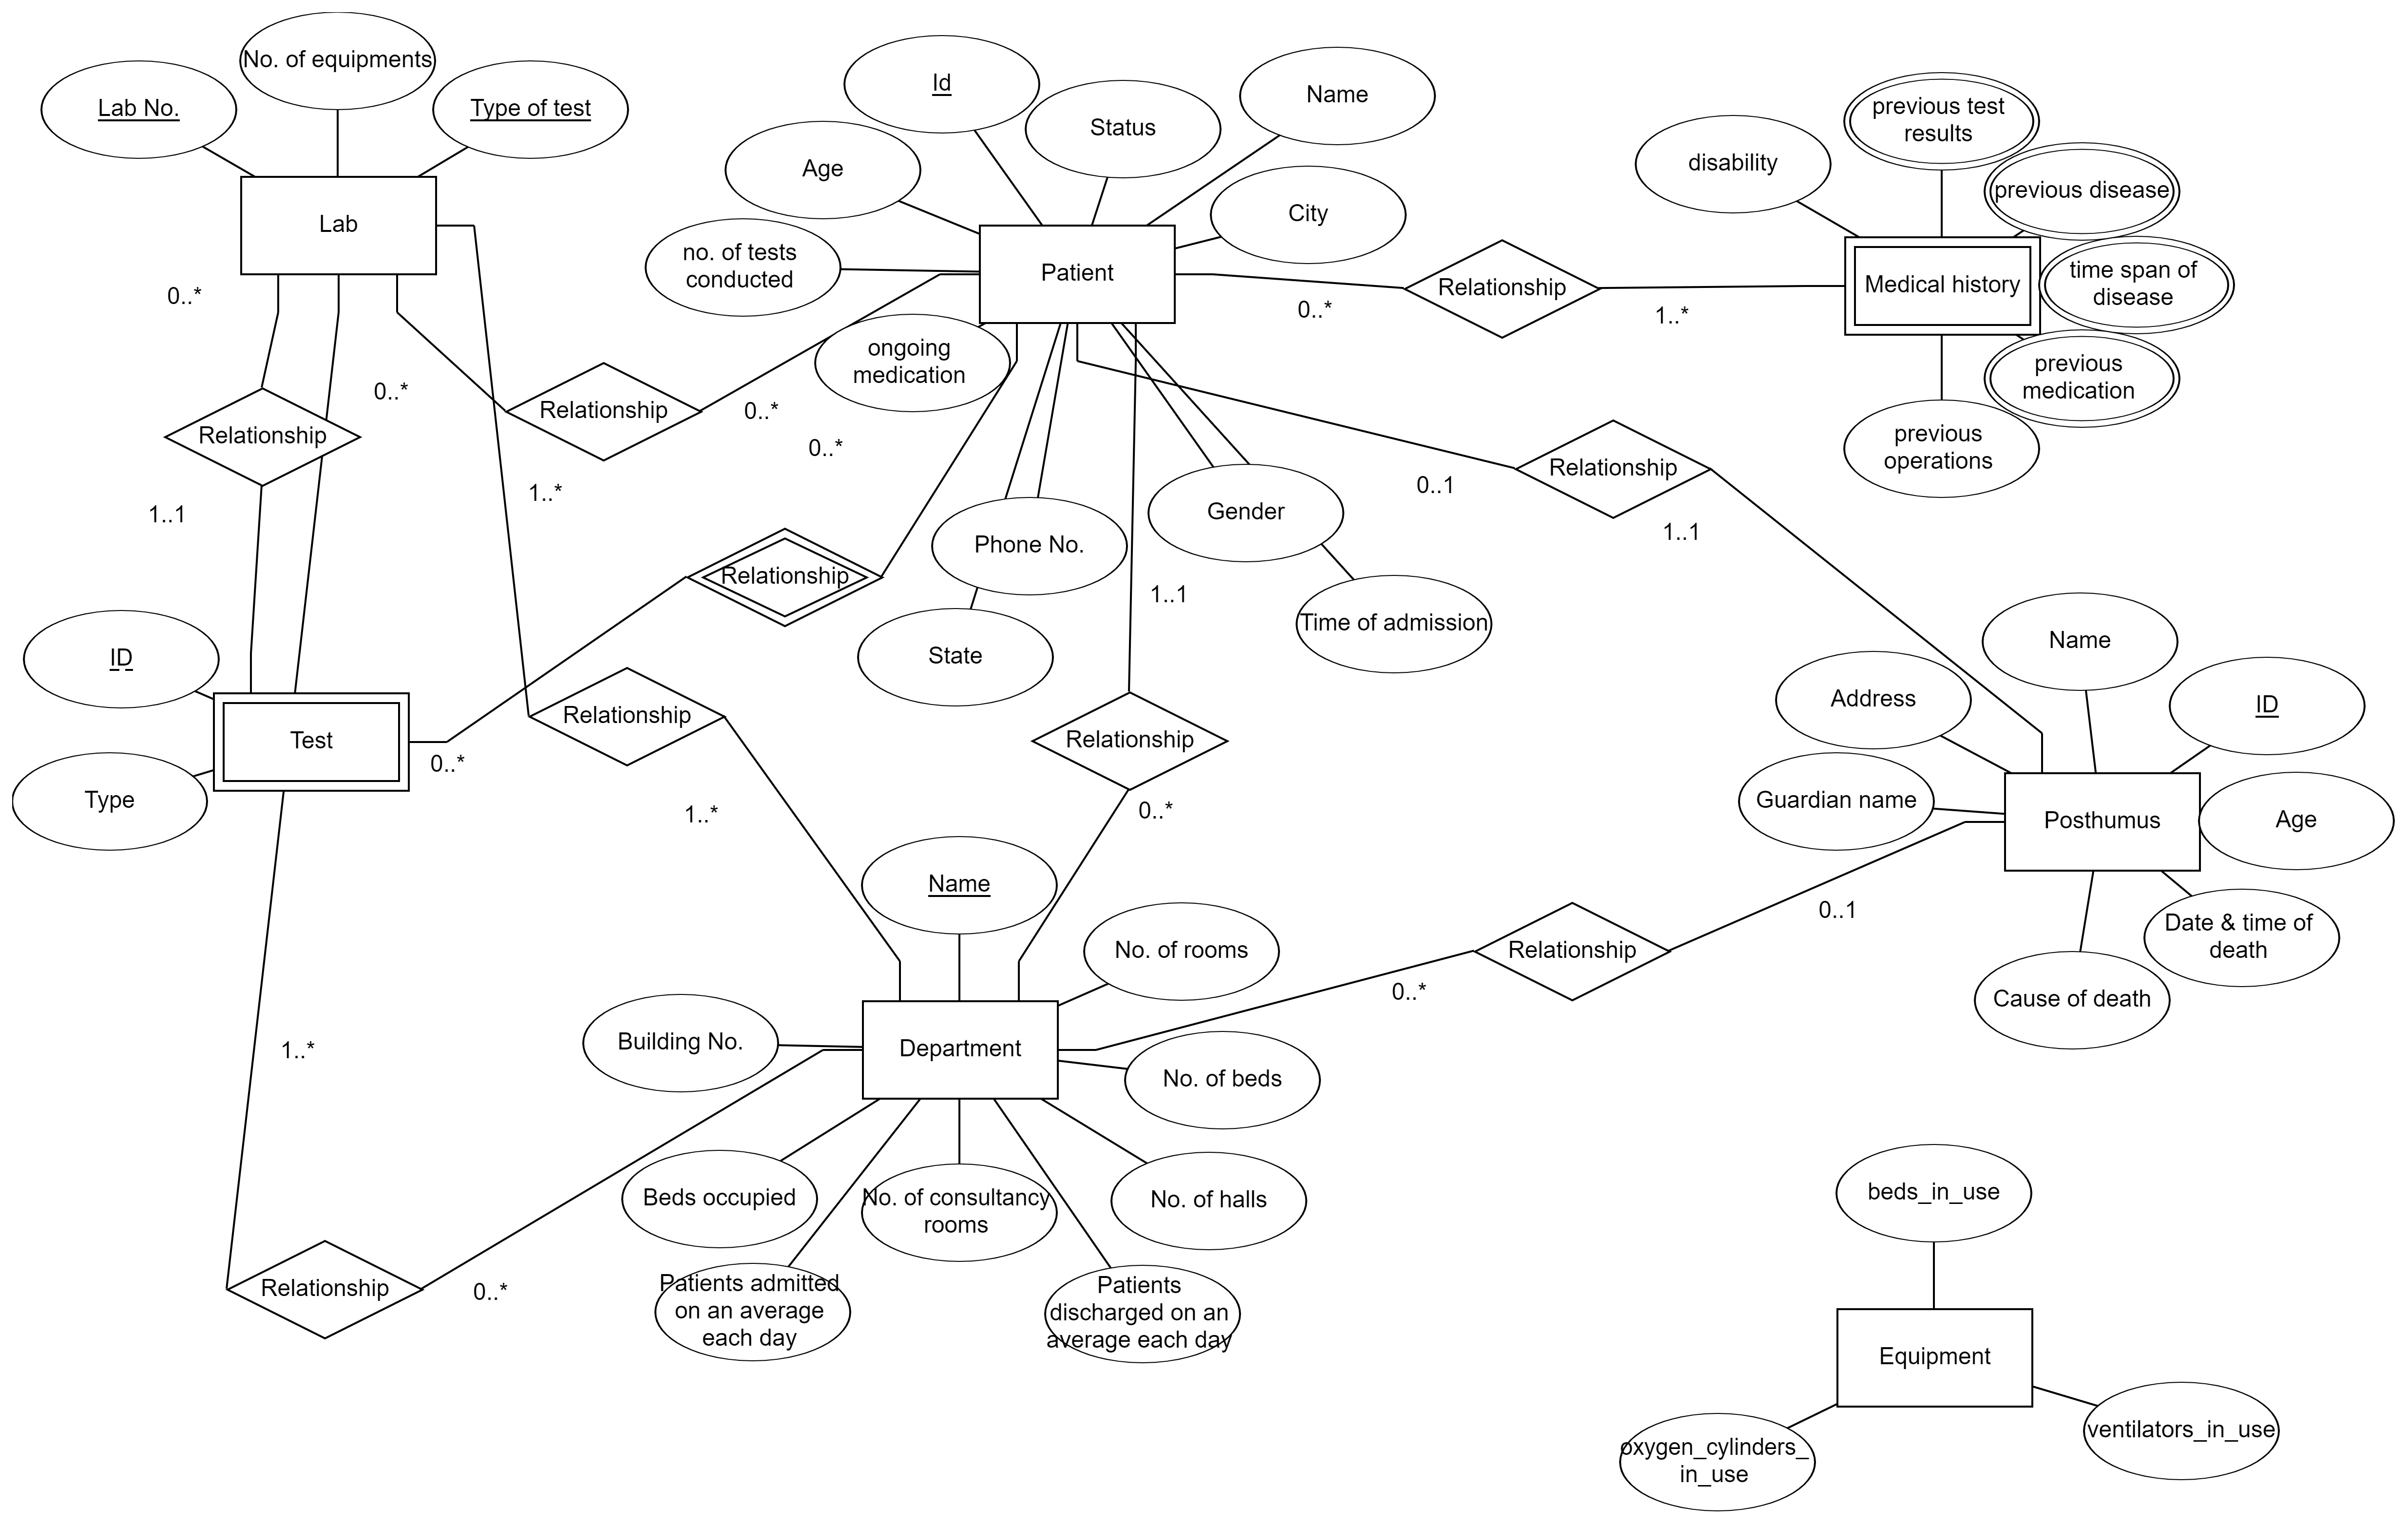 No. of equipments
Lab No.
Type of test
Lab
0..*
Relationship
1..1
0..*
Relationship
0..*
0..*
1..*
Id
Status
Name
Age
City
no. of tests
conducted
Patient
ongoing
medication
0..*
Relationship
1..*
disability
previous test
results
previous disease
Medical history
time span of
disease
previous
medication
previous
operations
Relationship
0..1
1..1
Gender
Phone No.
State
Time of admission
1..1
Relationship
ID
Test
Type
0..*
Relationship
1..*
Relationship
0..*
Name
Address
ID
Guardian name
Posthumus
Age
Date & time of
death
Cause of death
0..1
Relationship
0..*
Name
No. of rooms
Building No.
Department
No. of beds
Beds occupied
No. of consultancy
rooms
No. of halls
Patients admitted
on an average
each day
Patients
discharged on an
average each day
1..*
Relationship
0..*
beds_in_use
Equipment
oxygen_cylinders_
in_use
ventilators_in_use